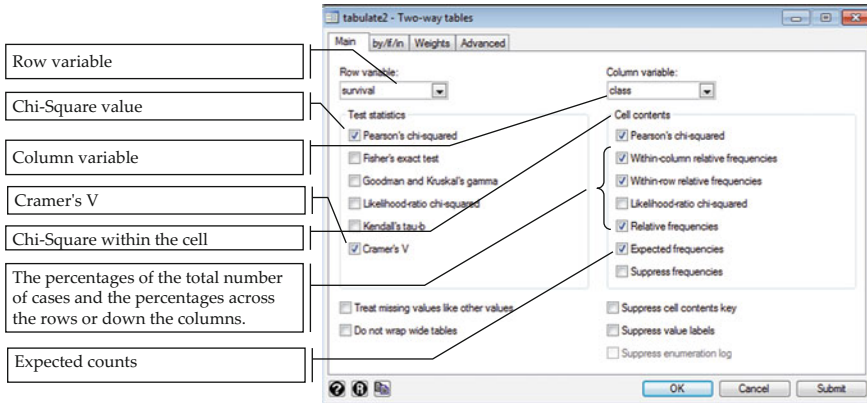 tabulate2 - Two-way tables
Main by/if/in Weights Advanced
Row variable
Chi-Square value
Column variable
Cramer's V
Chi-Square within the cell
The percentages of the total number
of cases and the percentages across
the rows or down the columns.
Expected counts
Row variable:
survival
Column variable:
class
Test statistics
Pearson's chi-squared
Fisher's exact test
Goodman and Kruskal's gamma
Likelihood-ratio chi-squared
Kendall's tau-b
Cramer's V
Cell contents
Pearson's chi-squared
Within-column relative frequencies
Within-row relative frequencies
Likelihood-ratio chi-squared
Relative frequencies
Expected frequencies
Suppress frequencies
Treat missing values like other values
Do not wrap wide tables
Suppress cell contents key
Suppress value labels
Suppress enumeration log
OK Cancel Submit